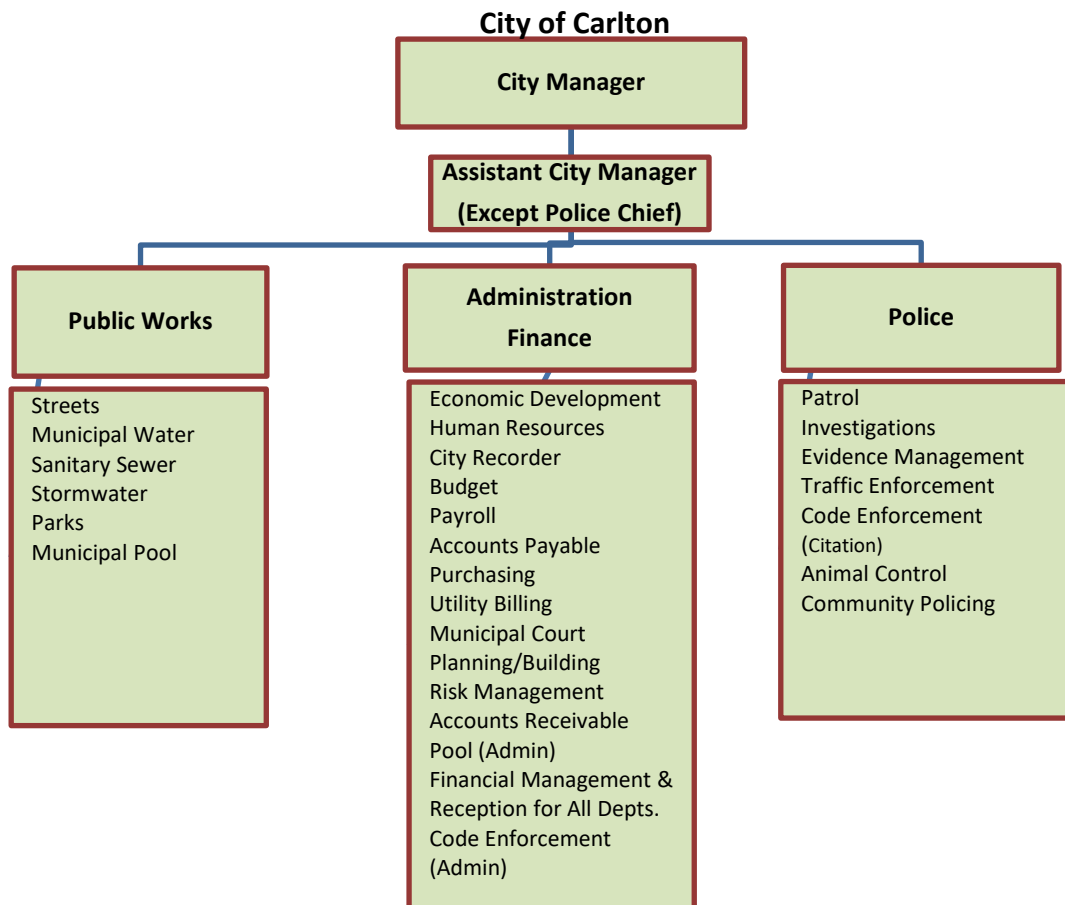 City of Carlton
City Manager
Assistant City Manager
(Except Police Chief)
Public Works
Streets
Municipal Water
Sanitary Sewer
Stormwater
Parks
Municipal Pool
Administration
Finance
Economic Development
Human Resources
City Recorder
Budget
Payroll
Accounts Payable
Purchasing
Utility Billing
Municipal Court
Planning/Building
Risk Management
Accounts Receivable
Pool (Admin)
Financial Management &
Reception for All Depts.
Code Enforcement
(Admin)
Police
Patrol
Investigations
Evidence Management
Traffic Enforcement
Code Enforcement
(Citation)
Animal Control
Community Policing